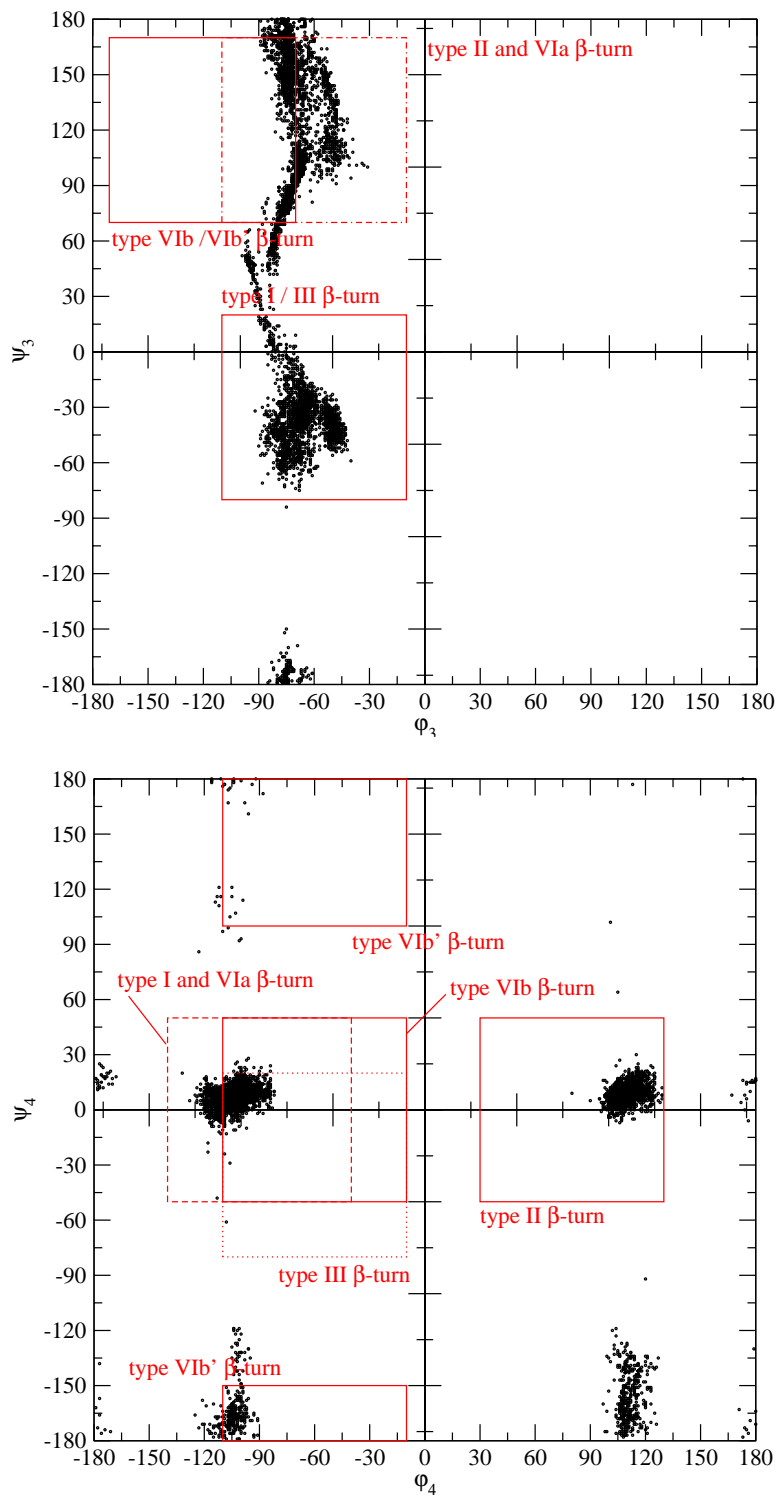 180
150
120
90
60
30
0
-30
-60
-90
-120
-150
-180
ψ3
type II and VIa β-turn
type VIb /VIb' β-turn
type I / III β-turn
-180 -150 -120 -90 -60 -30 0 30 60 90 120 150 180
φ3
180
150
120
90
60
30
0
-30
-60
-90
-120
-150
-180
ψ4
type VIb' β-turn
type I and VIa β-turn
type VIb β-turn
type II β-turn
type III β-turn
type VIb' β-turn
-180 -150 -120 -90 -60 -30 0 30 60 90 120 150 180
φ4